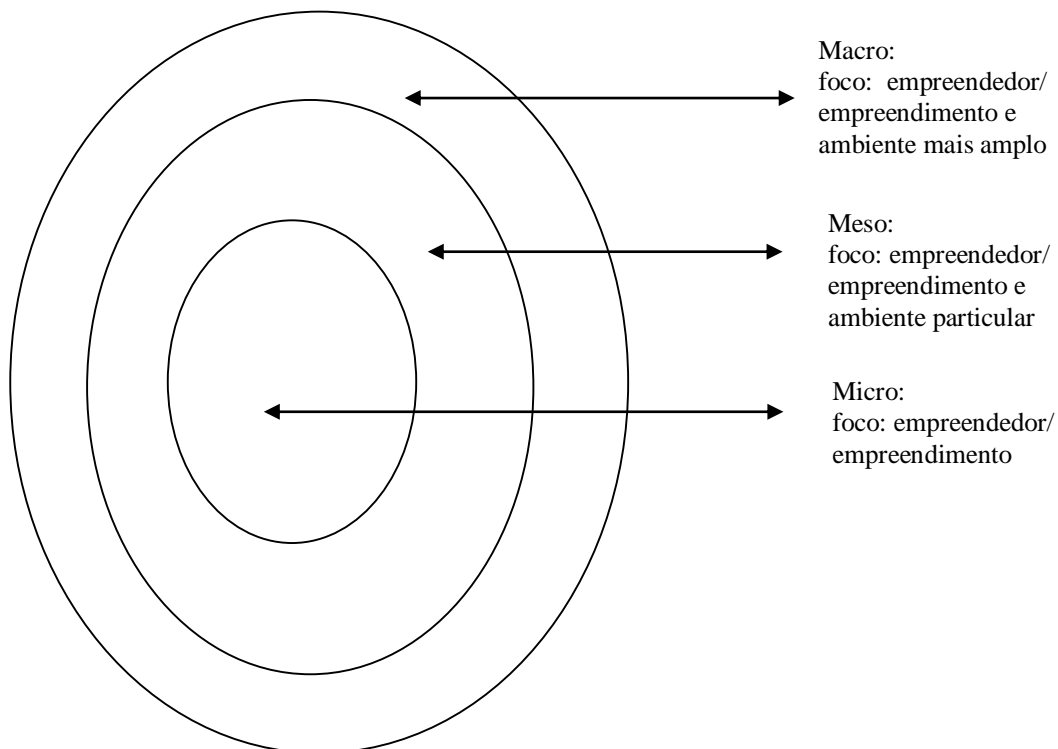 Macro:
foco: empreendedor/
empreendimento e
ambiente mais amplo
Meso:
foco: empreendedor/
empreendimento e
ambiente particular
Micro:
foco: empreendedor/
empreendimento